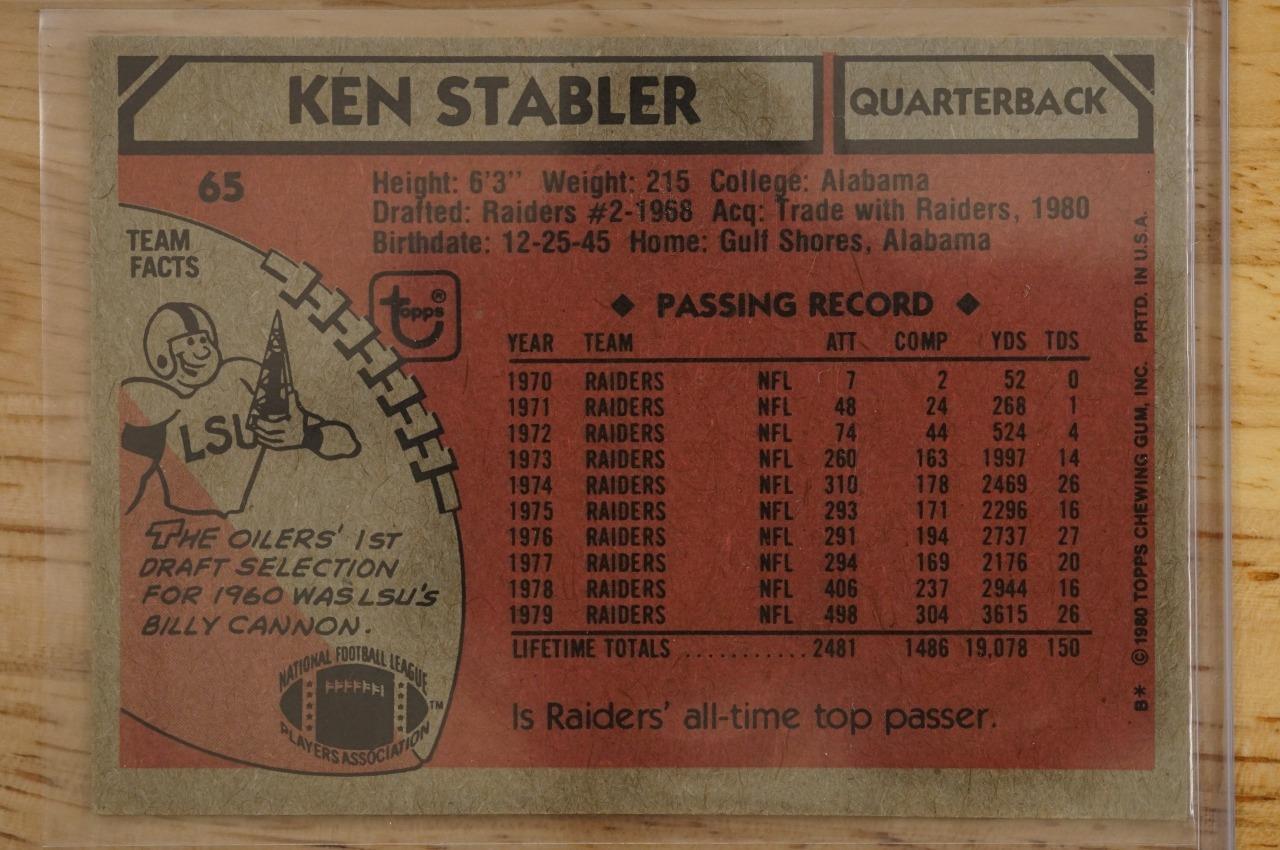 KEN STABLER
QUARTERBACK
65
Height: 6'3" Weight: 215 College: Alabama
Drafted: Raiders #2-1968 Acq: Trade with Raiders, 1980
Birthdate: 12-25-45 Home: Gulf Shores, Alabama
TEAM
FACTS
topps®
LSU
THE OILERS' 1ST
DRAFT SELECTION
FOR 1960 WAS LSU'S
BILLY CANNON.
NATIONAL FOOTBALL LEAGUE
PLAYERS ASSOCIATION
TM
◆ PASSING RECORD ◆
YEAR TEAM ATT COMP YDS TDS
1970 RAIDERS NFL 7 2 52 0
1971 RAIDERS NFL 48 24 268 1
1972 RAIDERS NFL 74 44 524 4
1973 RAIDERS NFL 260 163 1997 14
1974 RAIDERS NFL 310 178 2469 26
1975 RAIDERS NFL 293 171 2296 16
1976 RAIDERS NFL 291 194 2737 27
1977 RAIDERS NFL 294 169 2176 20
1978 RAIDERS NFL 406 237 2944 16
1979 RAIDERS NFL 498 304 3615 26
LIFETIME TOTALS ........... 2481 1486 19,078 150
Is Raiders' all-time top passer.
B* © 1980 TOPPS CHEWING GUM, INC. PRTD. IN U.S.A.